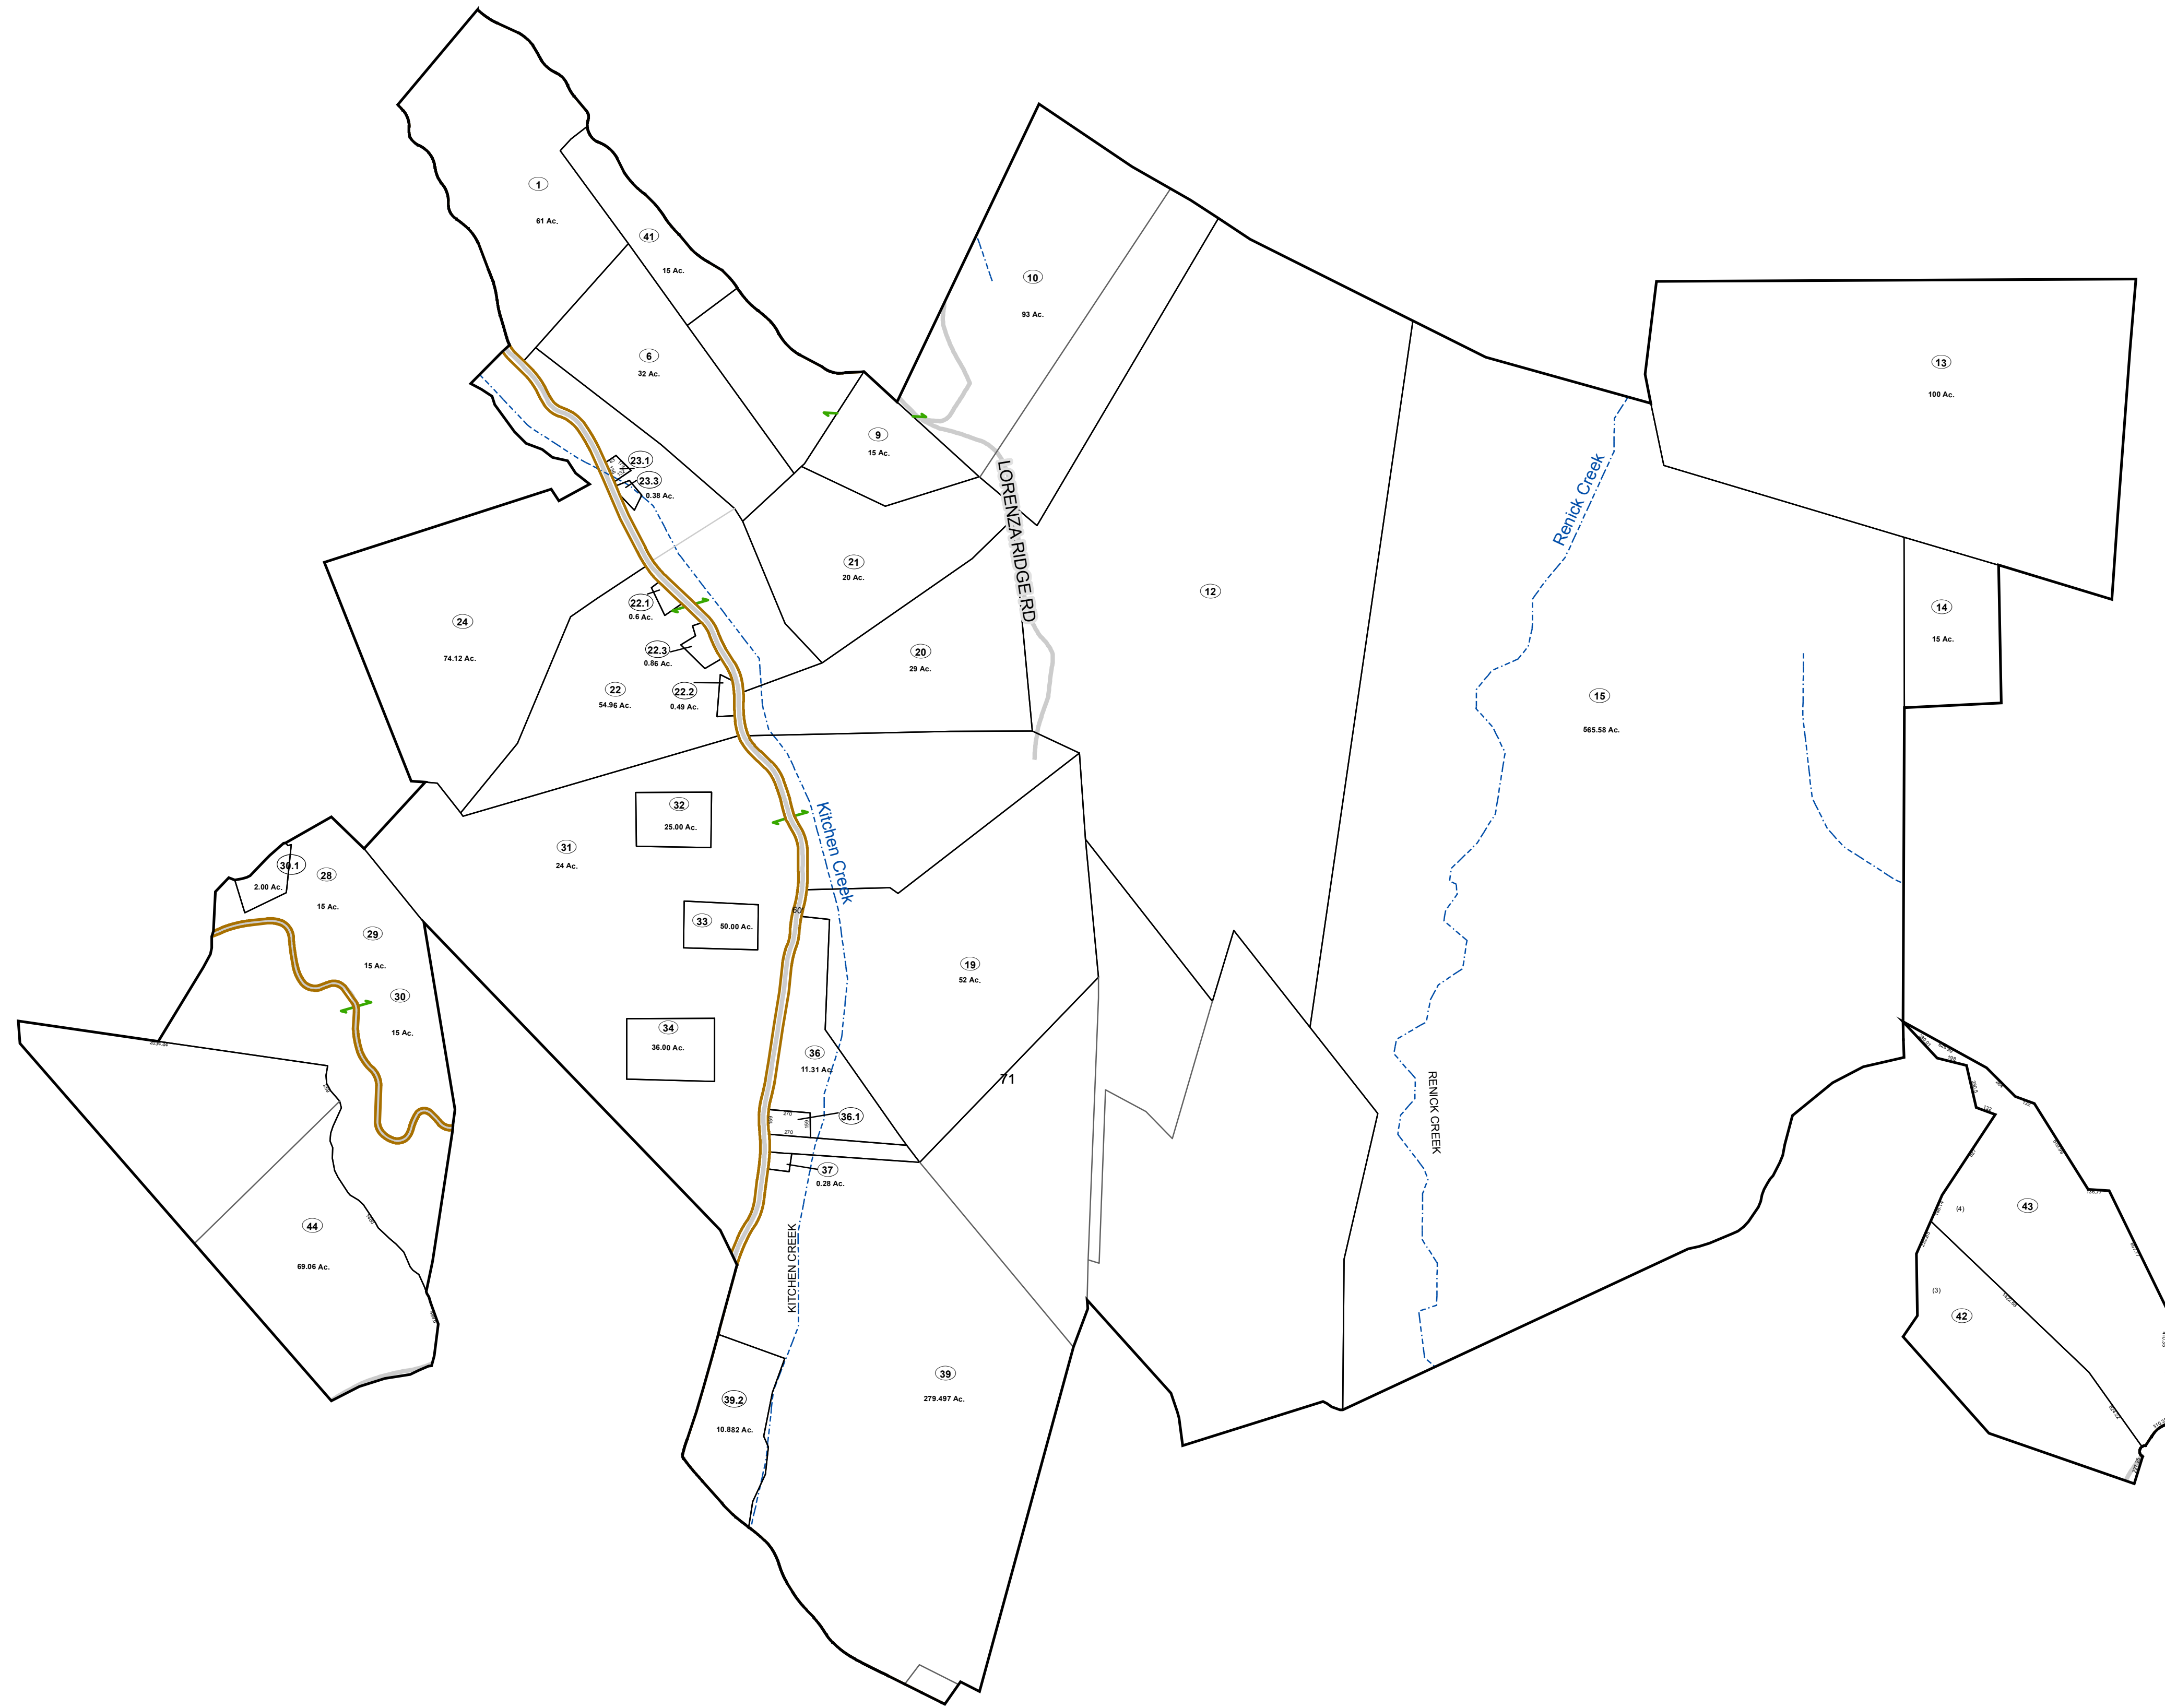 1
61 Ac.
41
15 Ac.
10
93 Ac.
6
32 Ac.
13
100 Ac.
9
15 Ac.
23.1
23.3
0.38 Ac.
LORENZA RIDGE RD
Renick Creek
21
20 Ac.
12
22.1
0.6 Ac.
14
15 Ac.
24
74.12 Ac.
22.3
0.86 Ac.
20
29 Ac.
22
54.96 Ac.
22.2
0.49 Ac.
15
565.58 Ac.
32
25.00 Ac.
Kitchen Creek
31
24 Ac.
30.1
2.00 Ac.
28
15 Ac.
33
50.00 Ac.
60'
29
15 Ac.
19
52 Ac.
30
15 Ac.
34
36.00 Ac.
36
11.31 Ac.
71
270
36.1
270
37
0.28 Ac.
RENICK CREEK
132
(4)
43
44
69.06 Ac.
KITCHEN CREEK
(3)
42
39
279.497 Ac.
39.2
10.882 Ac.